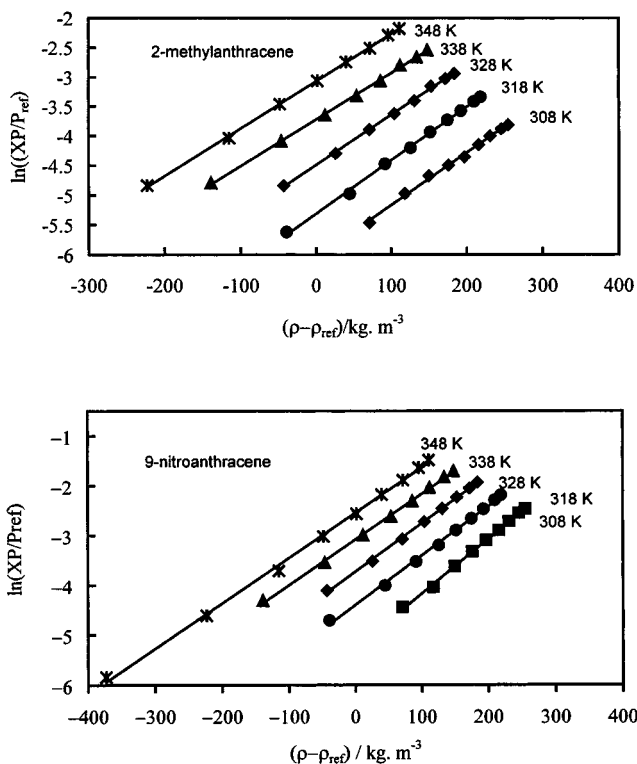 2-methylanthracene
348 K
338 K
328 K
318 K
308 K
-2
-2.5
-3
-3.5
-4
-4.5
-5
-5.5
-6
ln((XP/Pref)
-300 -200 -100 0 100 200 300 400
(ρ−ρref)/kg. m-3
9-nitroanthracene
348 K
338 K
328 K
318 K
308 K
−1
−2
−3
−4
−5
−6
ln(XP/Pref)
−400 −300 −200 −100 0 100 200 300 400
(ρ−ρref) / kg. m-3